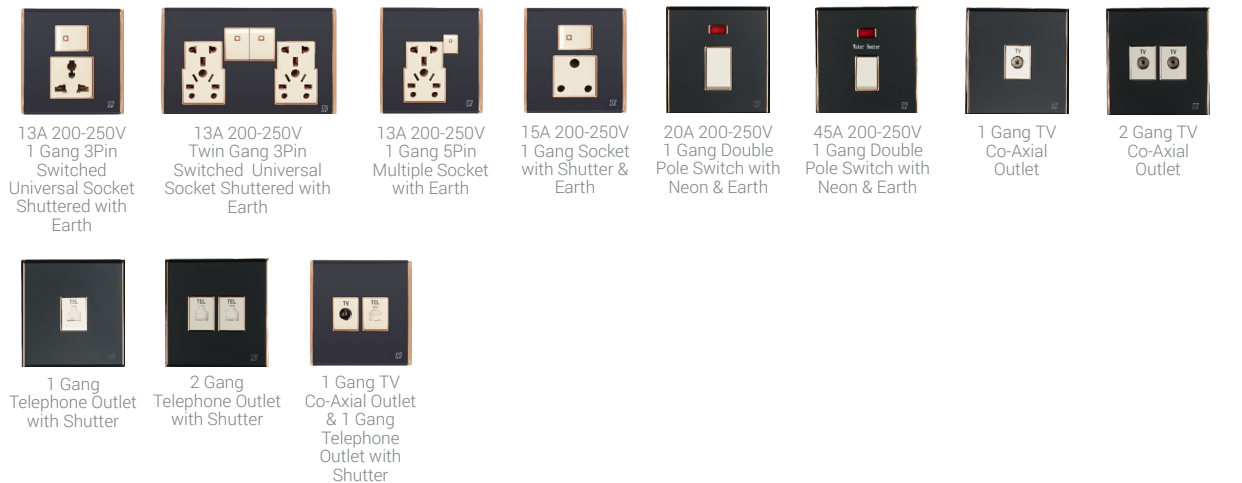 Water Heater
TV
TV TV
13A 200-250V
1 Gang 3Pin
Switched
Universal Socket
Shuttered with
Earth
13A 200-250V
Twin Gang 3Pin
Switched Universal
Socket Shuttered with
Earth
13A 200-250V
1 Gang 5Pin
Multiple Socket
with Earth
15A 200-250V
1 Gang Socket
with Shutter &
Earth
20A 200-250V
1 Gang Double
Pole Switch with
Neon & Earth
45A 200-250V
1 Gang Double
Pole Switch with
Neon & Earth
1 Gang TV
Co-Axial
Outlet
2 Gang TV
Co-Axial
Outlet
TEL
TEL TEL
TV TEL
1 Gang
Telephone Outlet
with Shutter
2 Gang
Telephone Outlet
with Shutter
1 Gang TV
Co-Axial Outlet
& 1 Gang
Telephone
Outlet with
Shutter